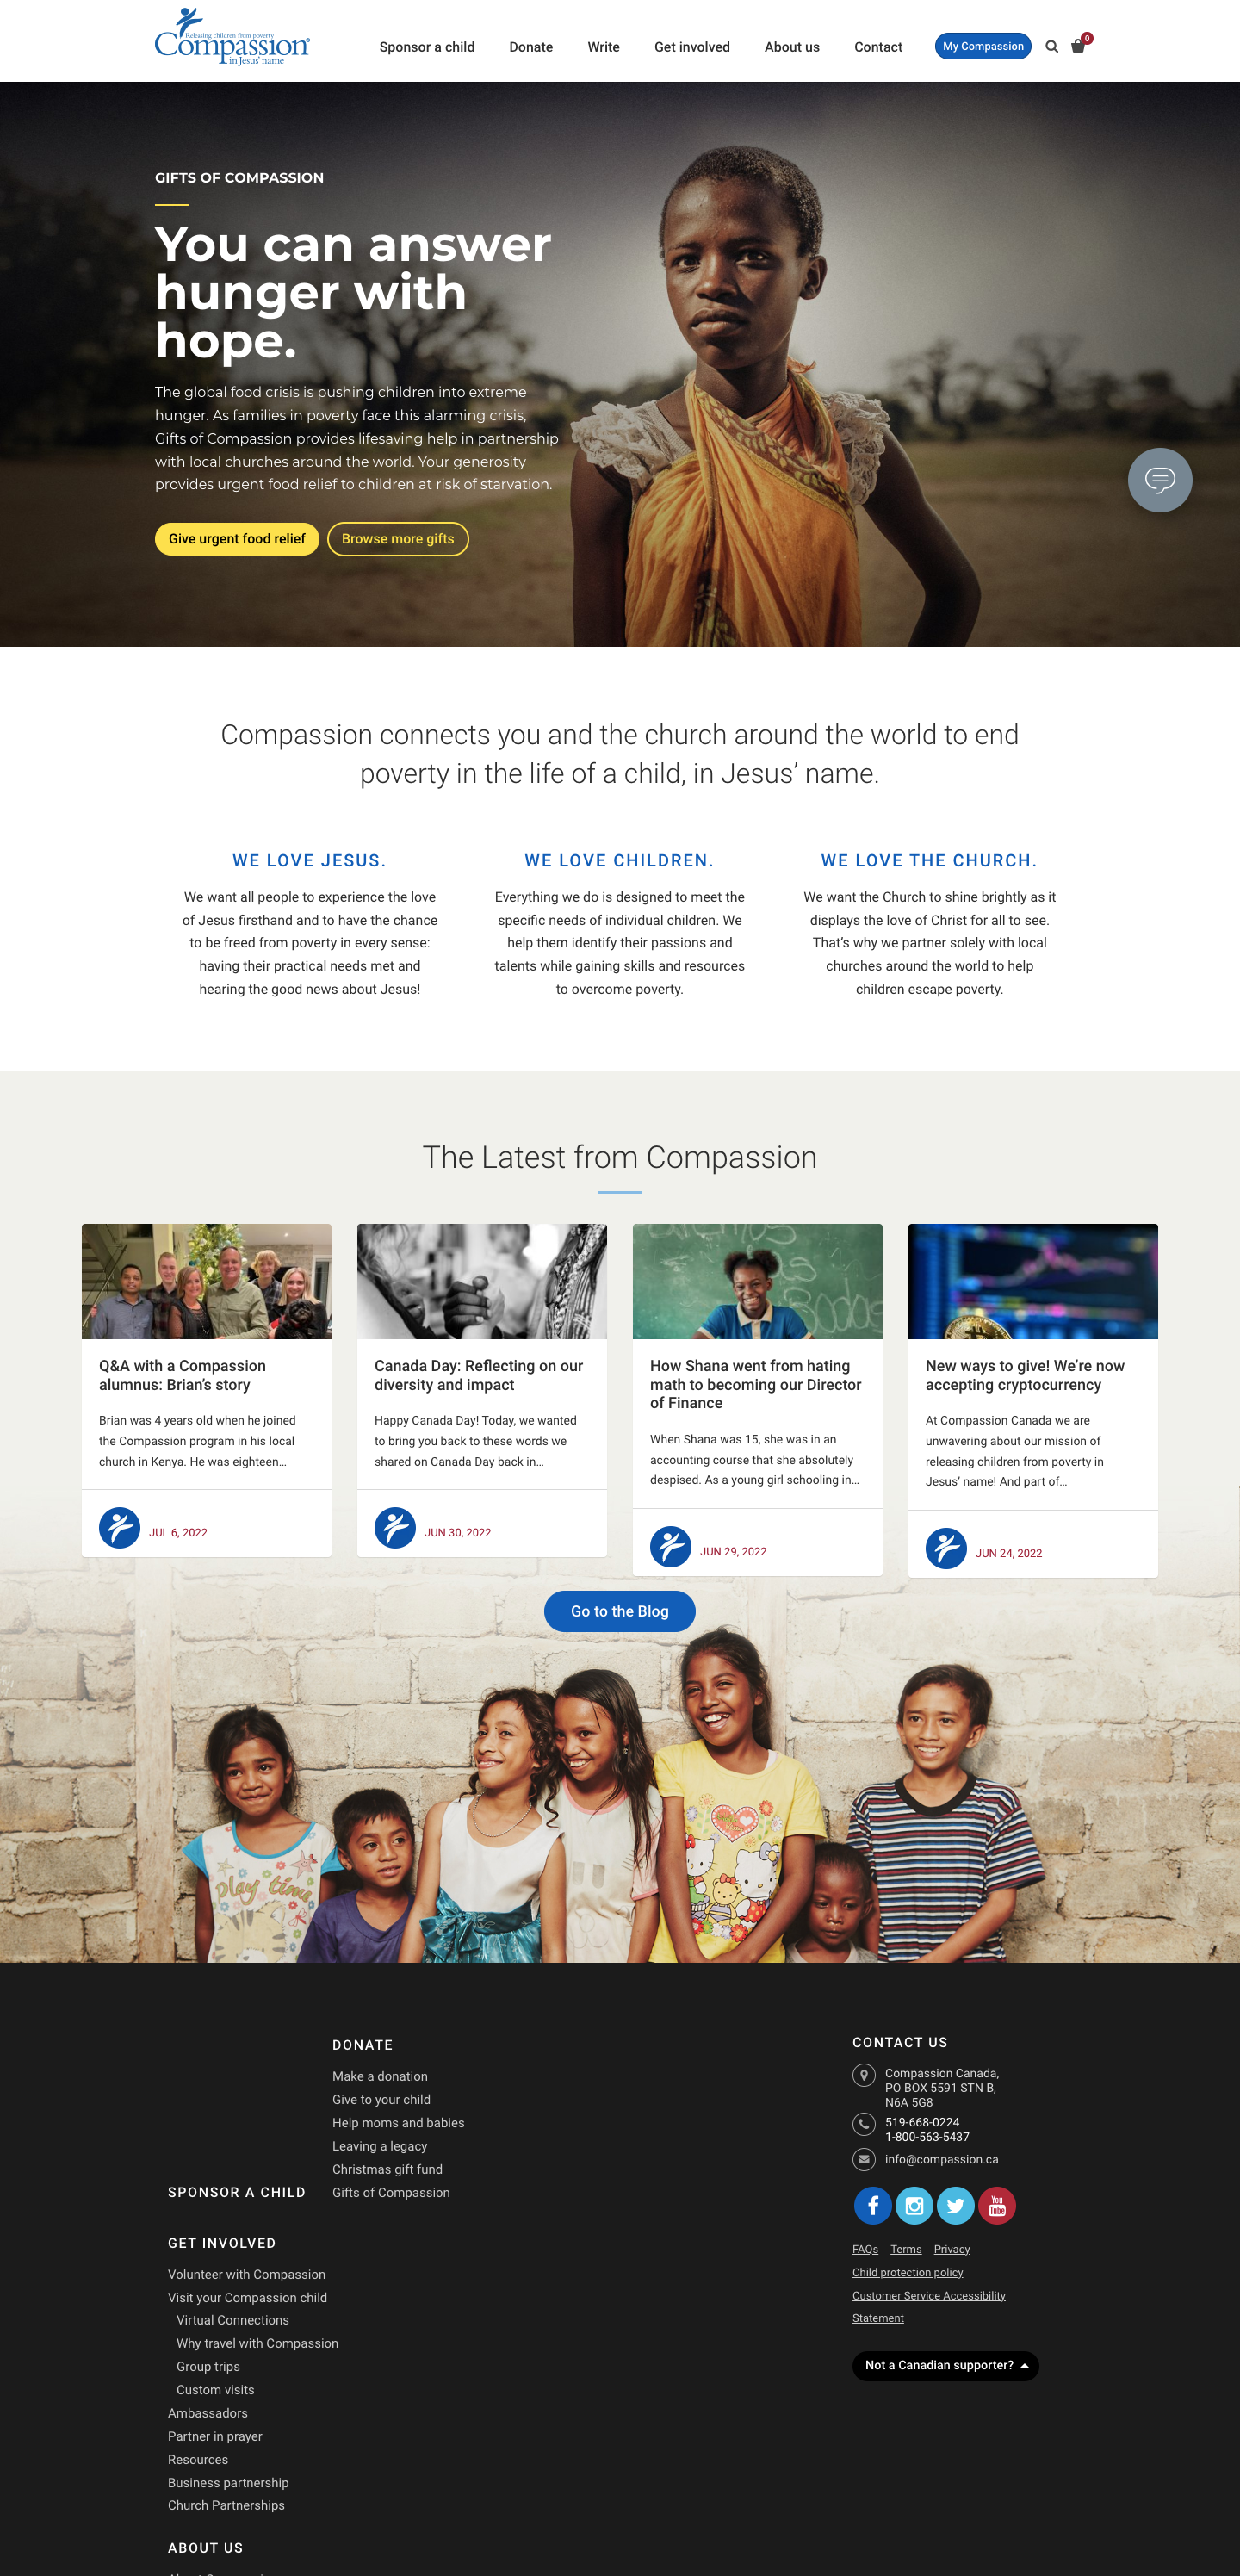 Releasing children from poverty
Compassion®
in Jesus' name
Sponsor a child
Donate
Write
Get involved
About us
Contact
My Compassion
0
GIFTS OF COMPASSION
You can answer
hunger with
hope.
The global food crisis is pushing children into extreme
hunger. As families in poverty face this alarming crisis,
Gifts of Compassion provides lifesaving help in partnership
with local churches around the world. Your generosity
provides urgent food relief to children at risk of starvation.
Give urgent food relief
Browse more gifts
Compassion connects you and the church around the world to end
poverty in the life of a child, in Jesus’ name.
WE LOVE JESUS.
We want all people to experience the love
of Jesus firsthand and to have the chance
to be freed from poverty in every sense:
having their practical needs met and
hearing the good news about Jesus!
WE LOVE CHILDREN.
Everything we do is designed to meet the
specific needs of individual children. We
help them identify their passions and
talents while gaining skills and resources
to overcome poverty.
WE LOVE THE CHURCH.
We want the Church to shine brightly as it
displays the love of Christ for all to see.
That’s why we partner solely with local
churches around the world to help
children escape poverty.
The Latest from Compassion
Q&A with a Compassion
alumnus: Brian’s story
Brian was 4 years old when he joined
the Compassion program in his local
church in Kenya. He was eighteen...
JUL 6, 2022
Canada Day: Reflecting on our
diversity and impact
Happy Canada Day! Today, we wanted
to bring you back to these words we
shared on Canada Day back in...
JUN 30, 2022
How Shana went from hating
math to becoming our Director
of Finance
When Shana was 15, she was in an
accounting course that she absolutely
despised. As a young girl schooling in...
JUN 29, 2022
New ways to give! We’re now
accepting cryptocurrency
At Compassion Canada we are
unwavering about our mission of
releasing children from poverty in
Jesus’ name! And part of...
JUN 24, 2022
Go to the Blog
play time
DONATE
Make a donation
Give to your child
Help moms and babies
Leaving a legacy
Christmas gift fund
Gifts of Compassion
SPONSOR A CHILD
GET INVOLVED
Volunteer with Compassion
Visit your Compassion child
Virtual Connections
Why travel with Compassion
Group trips
Custom visits
Ambassadors
Partner in prayer
Resources
Business partnership
Church Partnerships
ABOUT US
CONTACT US
Compassion Canada,
PO BOX 5591 STN B,
N6A 5G8
519-668-0224
1-800-563-5437
info@compassion.ca
You
Tube
FAQs
Terms
Privacy
Child protection policy
Customer Service Accessibility
Statement
Not a Canadian supporter?